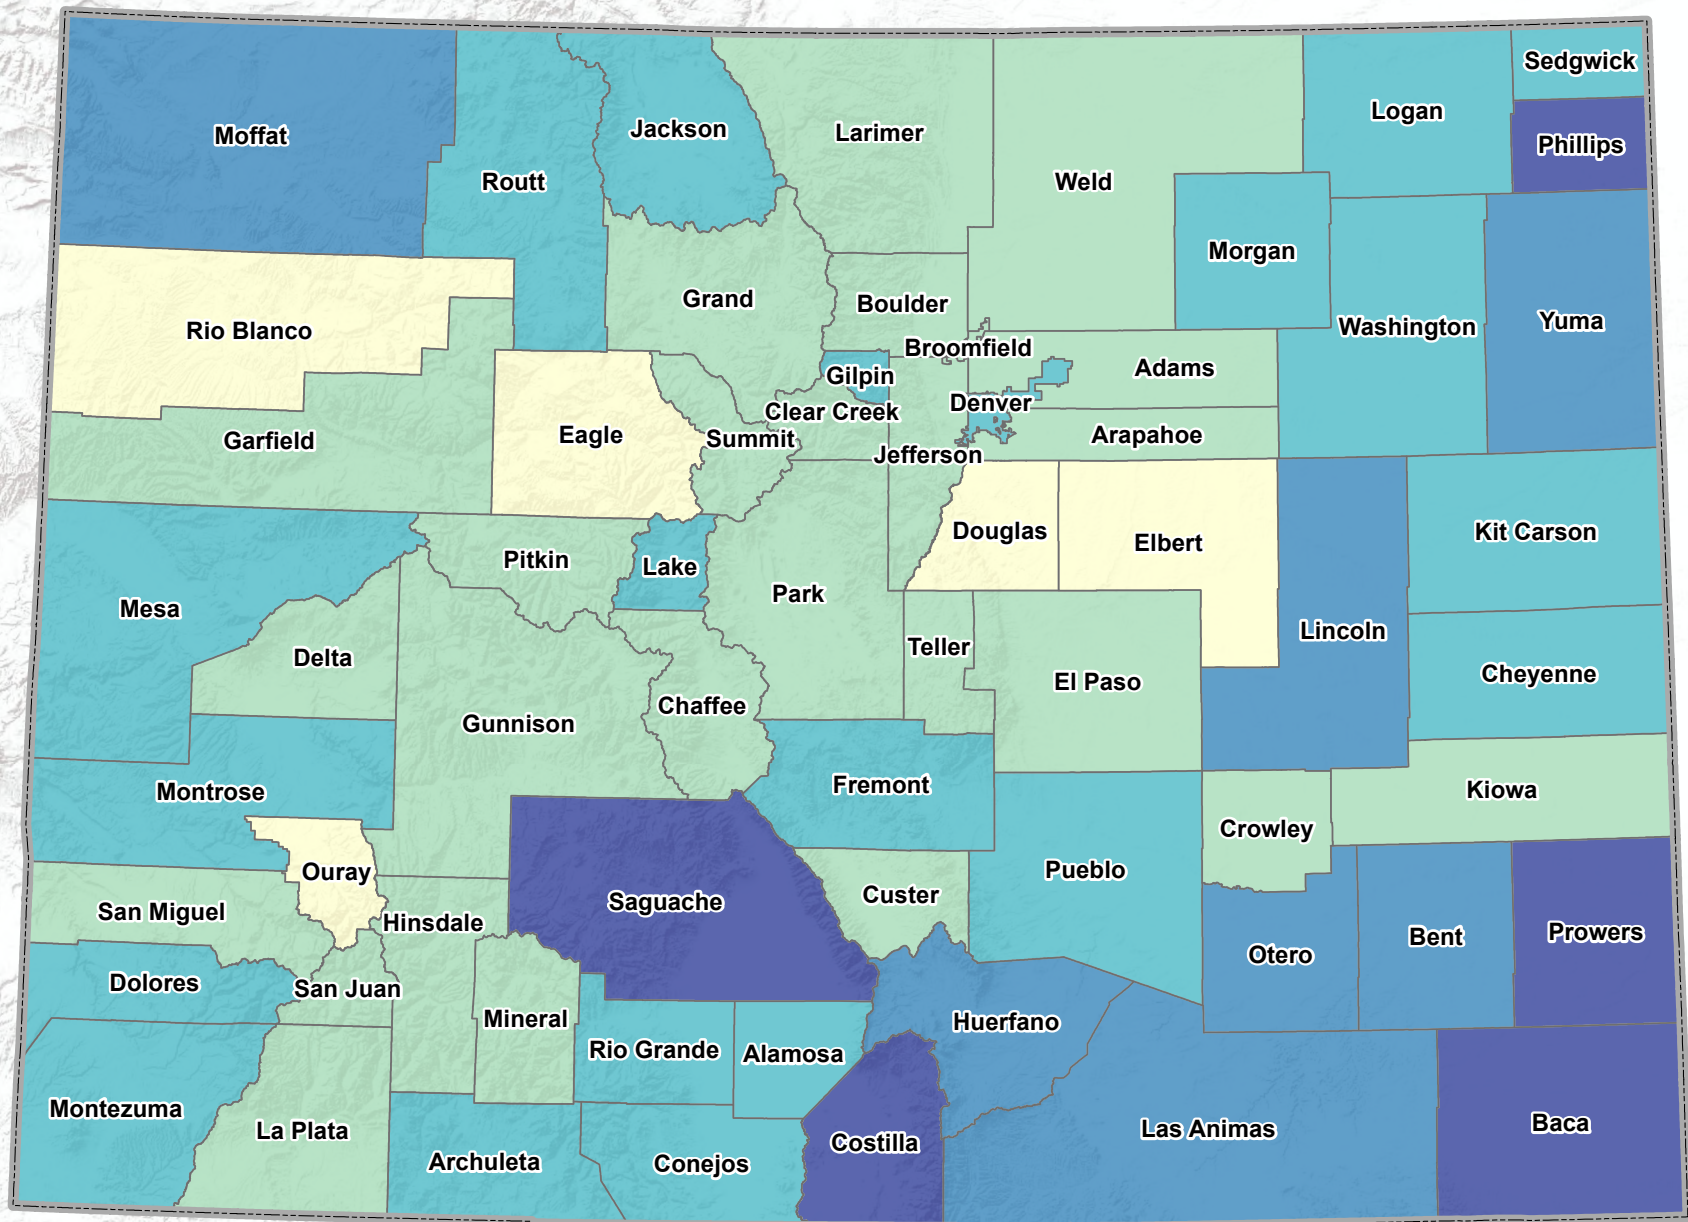 Sedgwick
Logan
Jackson
Larimer
Moffat
Phillips
Routt
Weld
Morgan
Grand
Boulder
Yuma
Washington
Rio Blanco
Broomfield
Adams
Gilpin
Denver
Clear Creek
Garfield
Eagle
Summit
Arapahoe
Jefferson
Douglas
Kit Carson
Elbert
Pitkin
Lake
Park
Mesa
Lincoln
Teller
Delta
Cheyenne
El Paso
Chaffee
Gunnison
Fremont
Kiowa
Montrose
Crowley
Ouray
Pueblo
Custer
Saguache
San Miguel
Hinsdale
Prowers
Bent
Otero
Dolores
San Juan
Mineral
Huerfano
Rio Grande
Alamosa
Montezuma
Baca
La Plata
Las Animas
Costilla
Archuleta
Conejos